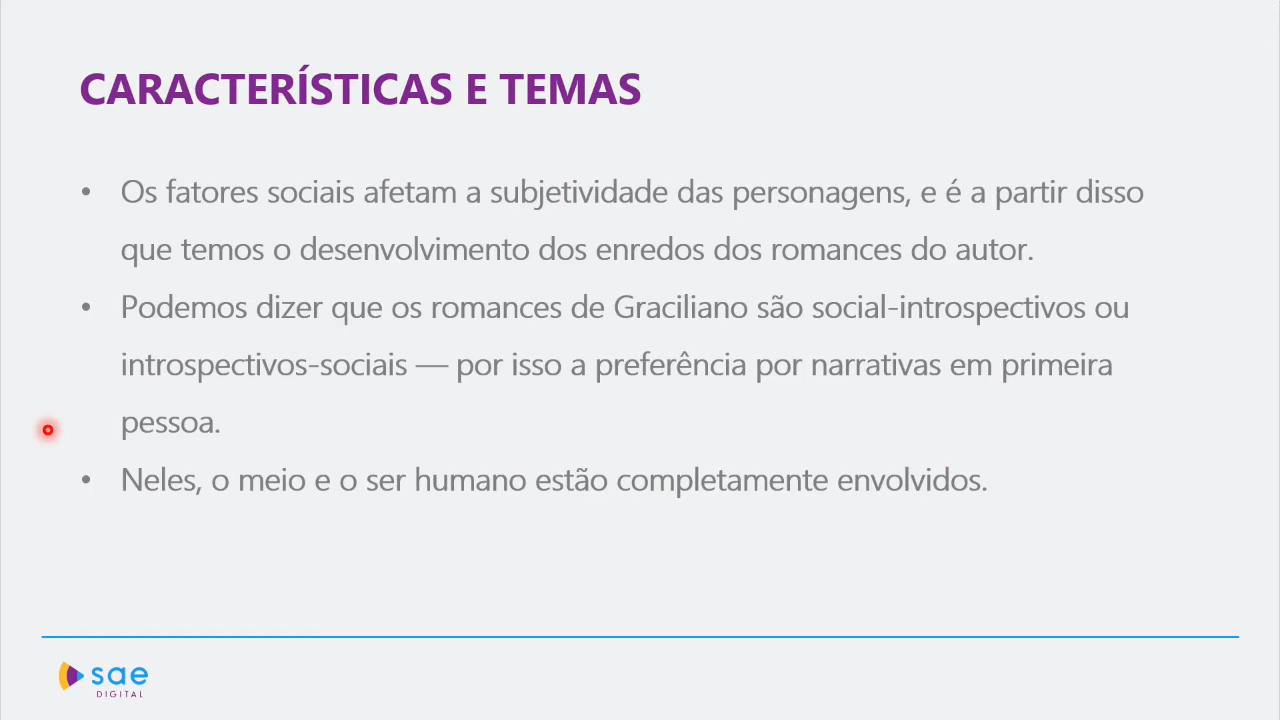 CARACTERÍSTICAS E TEMAS
• Os fatores sociais afetam a subjetividade das personagens, e é a partir disso
que temos o desenvolvimento dos enredos dos romances do autor.
• Podemos dizer que os romances de Graciliano são social-introspectivos ou
introspectivos-sociais — por isso a preferência por narrativas em primeira
pessoa.
• Neles, o meio e o ser humano estão completamente envolvidos.
sae
DIGITAL